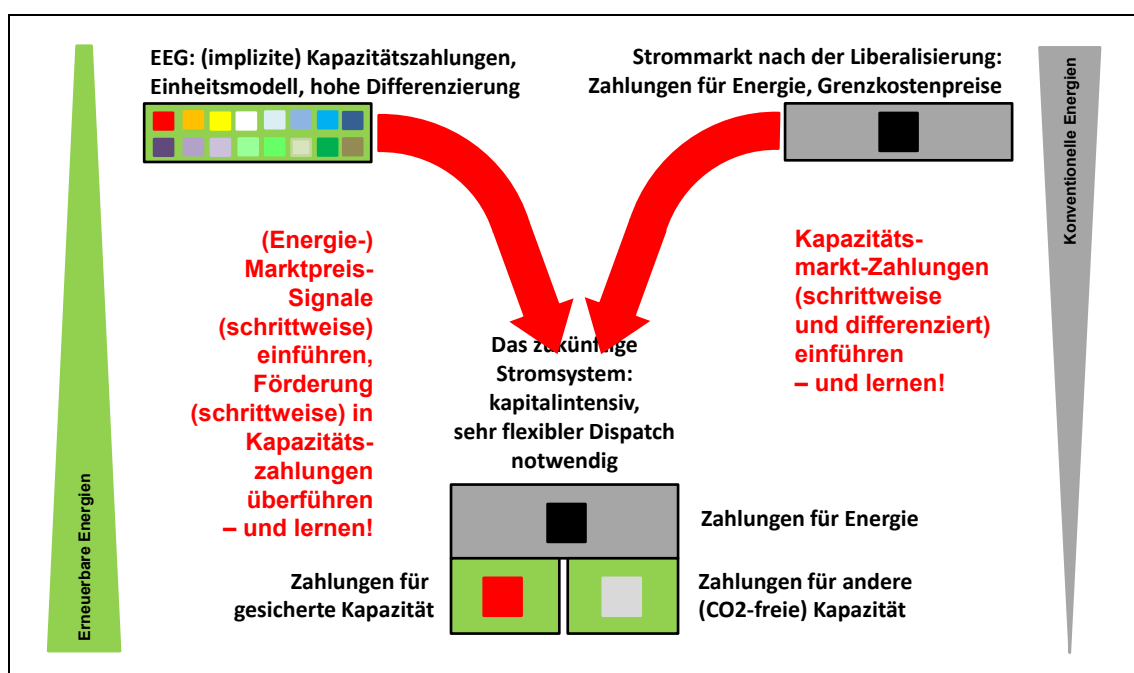 EEG: (implizite) Kapazitätszahlungen,
Einheitsmodell, hohe Differenzierung
Strommarkt nach der Liberalisierung:
Zahlungen für Energie, Grenzkostenpreise
Konventionelle Energien
(Energie-)
Marktpreis-
Signale
(schrittweise)
einführen,
Förderung
(schrittweise) in
Kapazitäts-
zahlungen
überführen
– und lernen!
Kapazitäts-
markt-Zahlungen
(schrittweise
und differenziert)
einführen
– und lernen!
Das zukünftige
Stromsystem:
kapitalintensiv,
sehr flexibler Dispatch
notwendig
Erneuerbare Energien
Zahlungen für Energie
Zahlungen für
gesicherte Kapazität
Zahlungen für andere
(CO2-freie) Kapazität